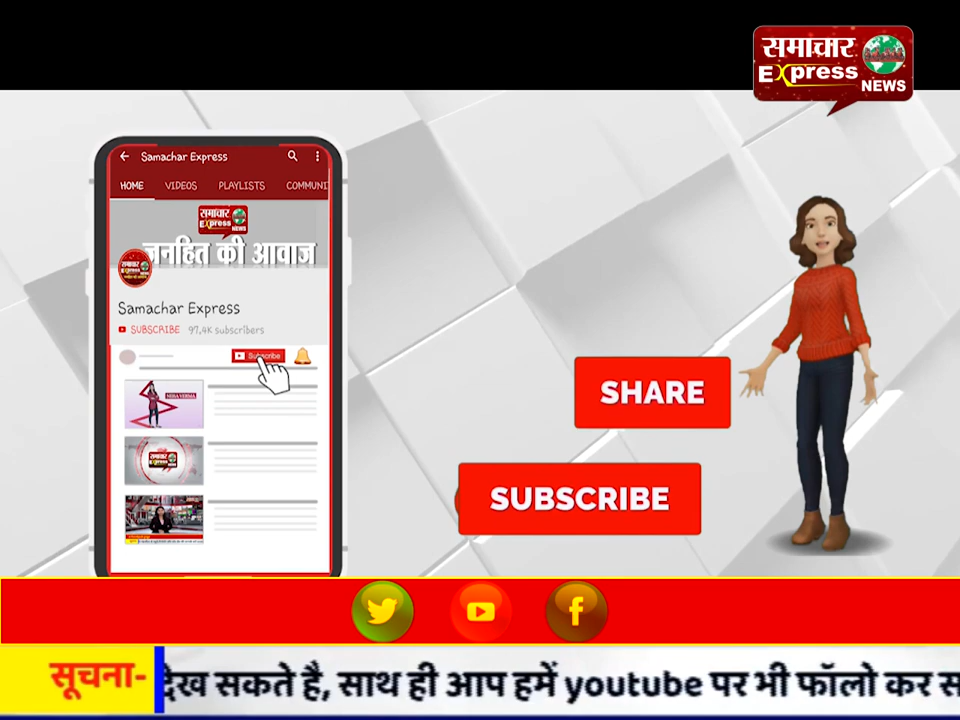 समाचार
Express
NEWS
Samachar Express
HOME VIDEOS PLAYLISTS COMMUNI
समाचार
Express
NEWS
जनहित की आवाज
Samachar Express
SUBSCRIBE 97.4K subscribers
Subscribe
SHARE
SUBSCRIBE
सूचना- देख सकते है, साथ ही आप हमें youtube पर भी फॉलो कर स